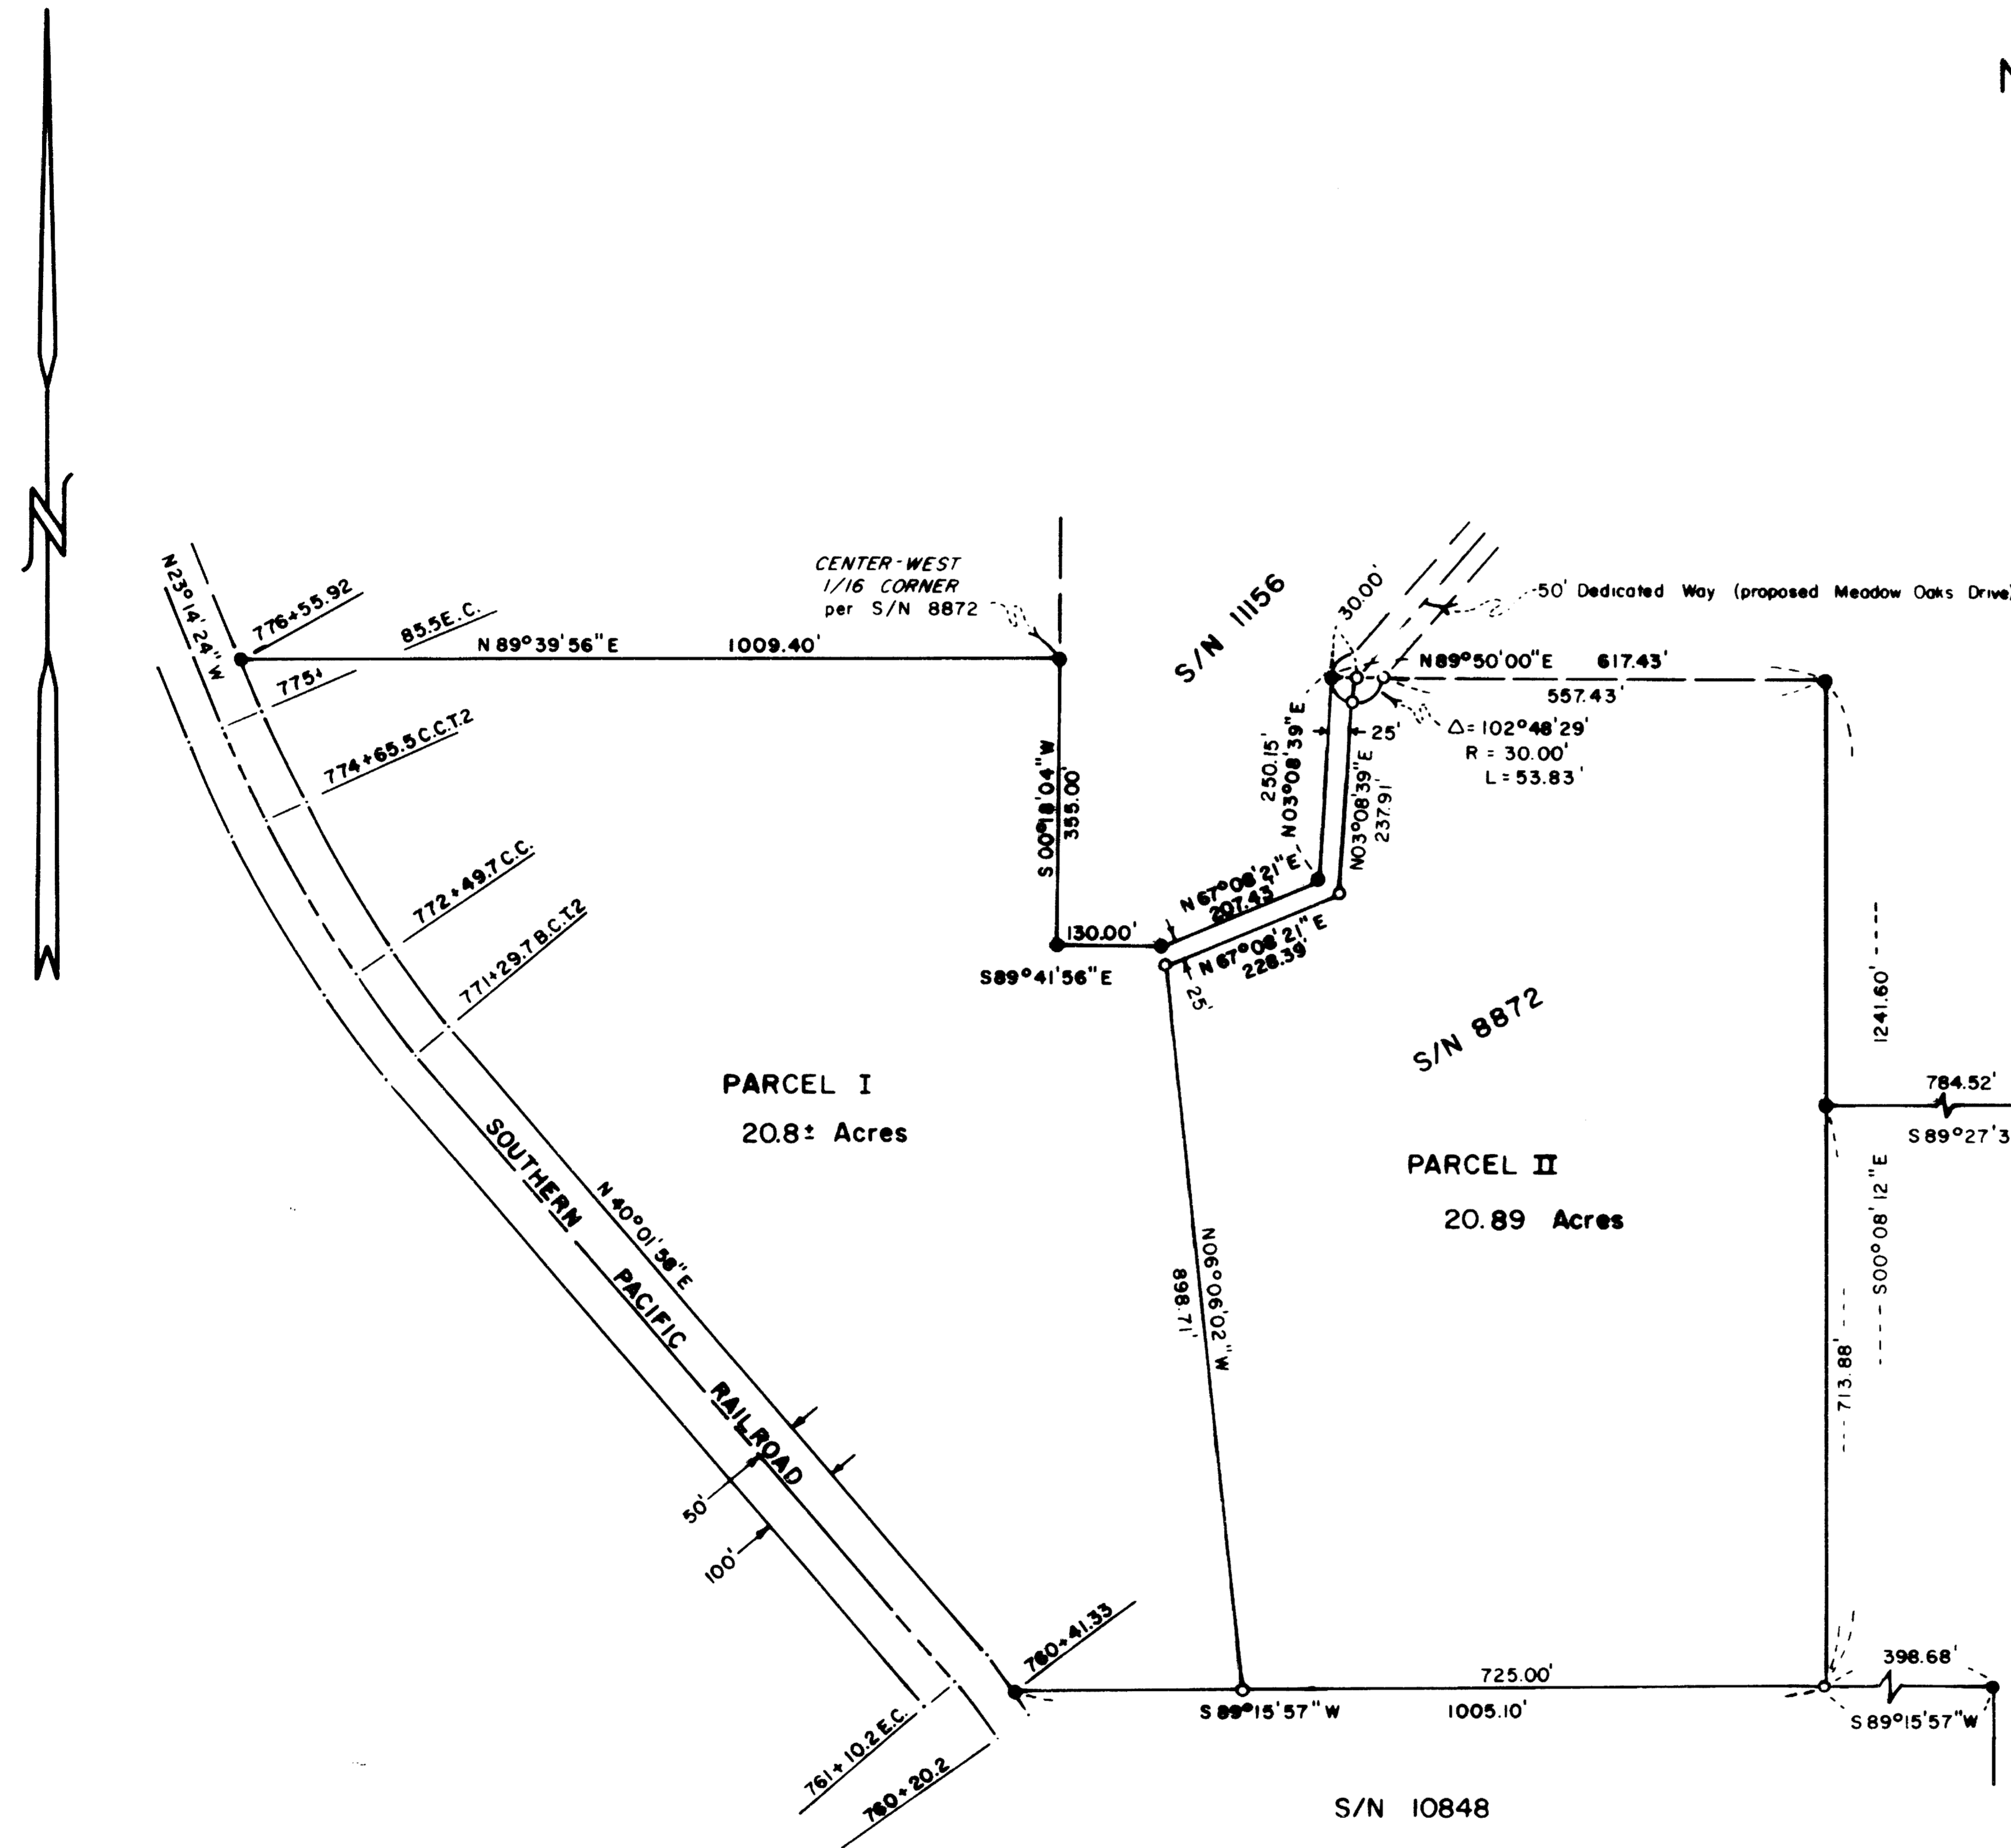 N
CENTER-WEST
1/16 CORNER
per S/N 8872
N23°14'24"W
776+55.92
85.5 E.C.
N 89°39'56"E 1009.40'
775+
774+65.5 C.C.T.2
772+49.7 C.C.
771+29.7 B.C.T.2
S/N 11156
30.00'
50' Dedicated Way (proposed Meadow Oaks Drive)
N89°50'00"E 617.43'
557.43'
Δ=102°48'29"
R = 30.00'
L = 53.83'
25'
250.15'
N03°08'39"E
N03°08'39"E
237.91'
S 00°18'04"W
355.00'
N 67°08'21"E
207.43'
130.00'
S89°41'56"E
N 67°08'21"E
228.39'
25'
S/N 8872
1241.60'
784.52'
S89°27'3
PARCEL I
20.8± Acres
PARCEL II
20.89 Acres
S00°08'12"E
713.88'
SOUTHERN PACIFIC RAILROAD
N 40°01'58"E
N06°06'02"W
898.71'
50'
100'
760+41.33
725.00'
S 89°15'57"W 1005.10'
398.68'
S89°15'57"W
761+10.2 E.C.
760+20.2
S/N 10848